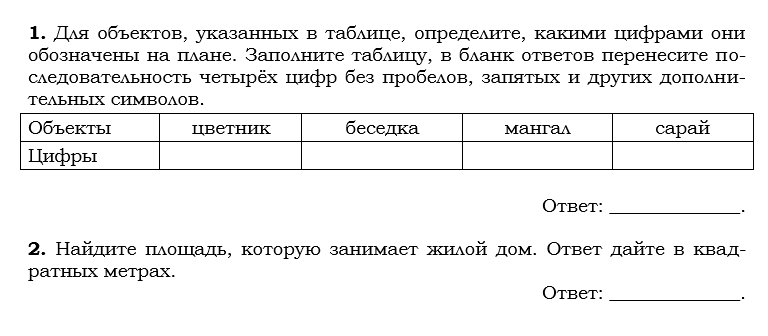 1. Для объектов, указанных в таблице, определите, какими цифрами они
обозначены на плане. Заполните таблицу, в бланк ответов перенесите по-
следовательность четырёх цифр без пробелов, запятых и других дополни-
тельных символов.
Объекты цветник беседка мангал сарай
Цифры
Ответ: _____________.
2. Найдите площадь, которую занимает жилой дом. Ответ дайте в квад-
ратных метрах.
Ответ: _____________.